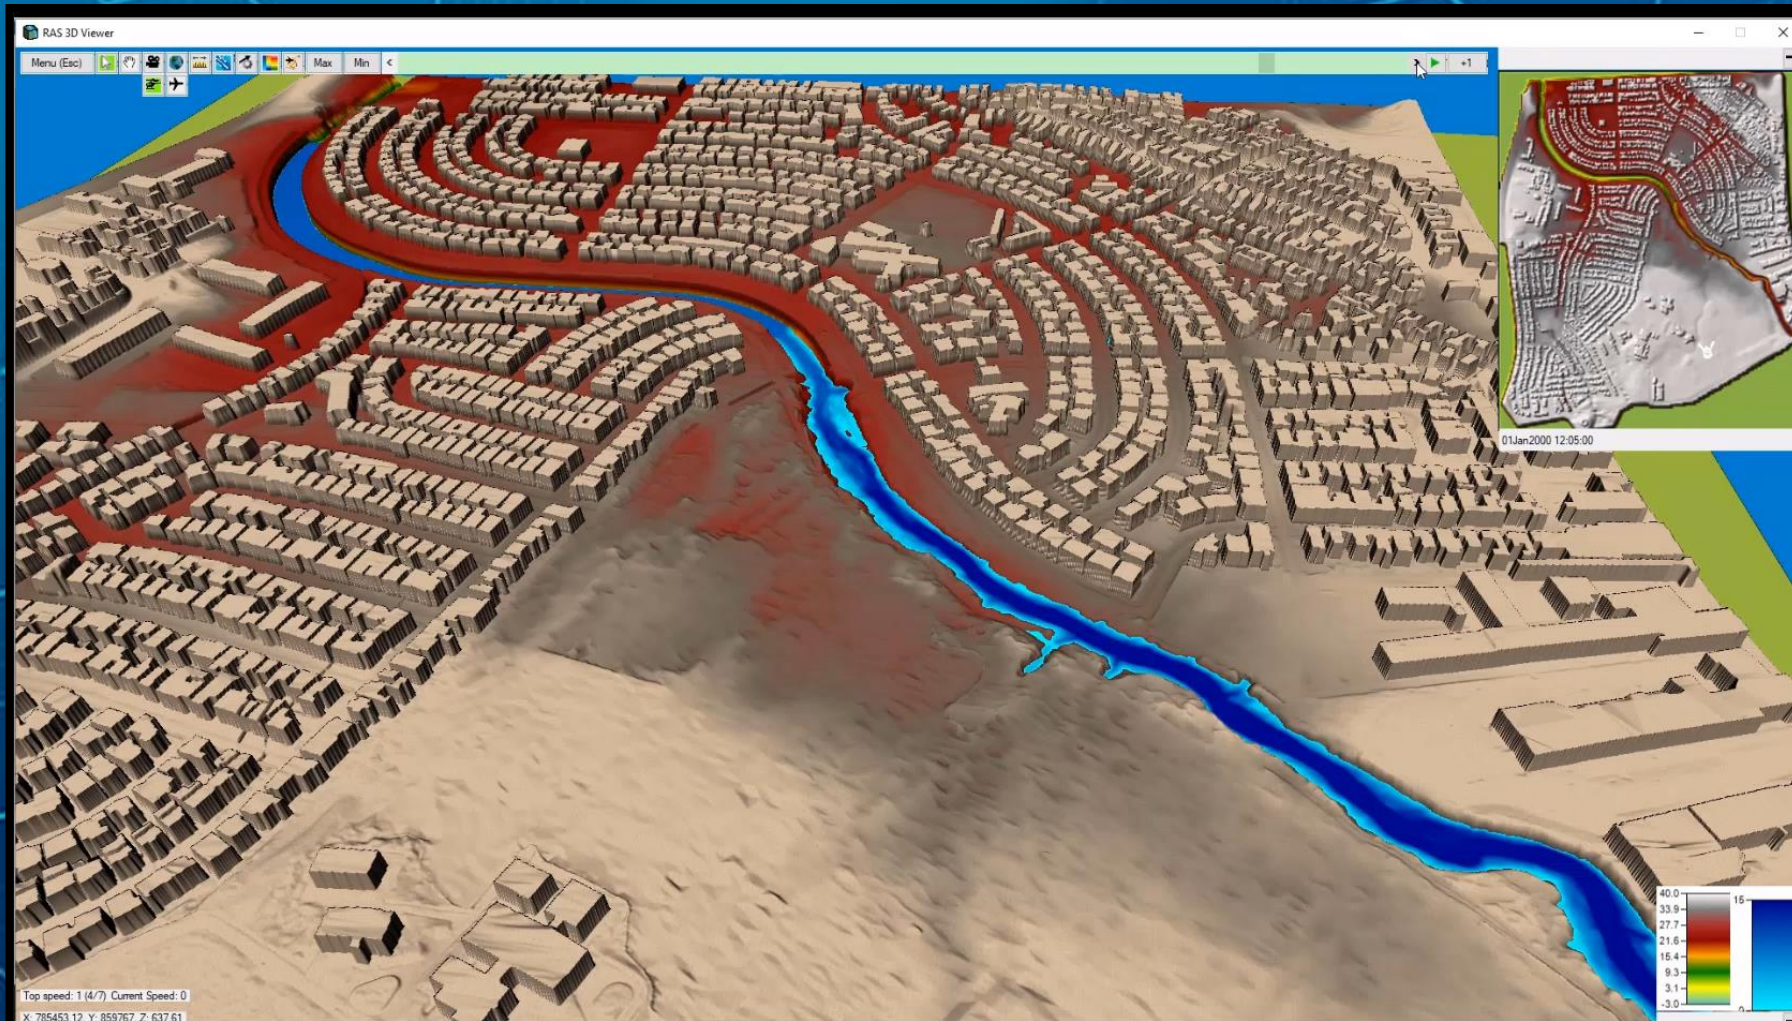 RAS 3D Viewer
Menu (Esc)
Max
Min
<
+1
01Jan2000 12:05:00
40.0
33.9
27.7
21.6
15.4
9.3
3.1
-3.0
15
Top speed: 1 (4/7) Current Speed: 0
X: 785453.12, Y: 859767, Z: 637.61